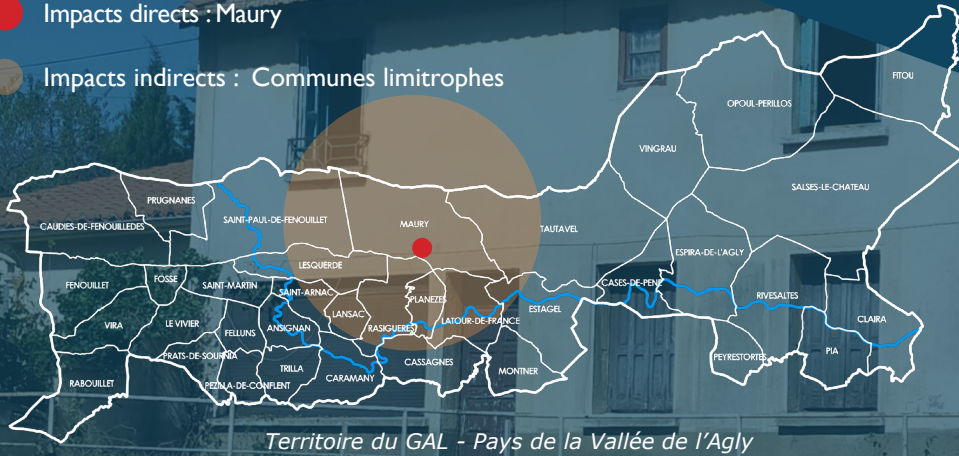 Impacts directs : Maury
Impacts indirects : Communes limitrophes
FITOU
OPOUL-PERILLOS
VINGRAU
SALSES-LE-CHATEAU
PRUGNANES
SAINT-PAUL-DE-FENOUILLET
MAURY
CAUDIES-DE-FENOUILLEDES
TAUTAVEL
ESPIRA-DE-L'AGLY
LESQUERDE
FENOUILLET
FOSSE
SAINT-MARTIN
SAINT-ARNAC
CASES-DE-PENE
RIVESALTES
PLANEZES
LANSAC
ESTAGEL
CLAIRA
VIRA
LE VIVIER
FELLUNS
ANSIGNAN
RASIGUERES
LATOUR-DE-FRANCE
PIA
PRATS-DE-SOURNIA
PEYRESTORTES
TRILLA
CASSAGNES
MONTNER
RABOUILLET
PEZILLA-DE-CONFLENT
CARAMANY
Territoire du GAL - Pays de la Vallée de l'Agly